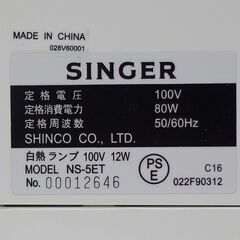 MADE IN CHINA
028V60001
SINGER
定格電圧 100V
定格消費電力 80W
定格周波数 50/60Hz
SHINCO CO., LTD.
白熱ランプ 100V 12W
MODEL NS-5ET
No. 00012646
PS
E
C16
022F90312